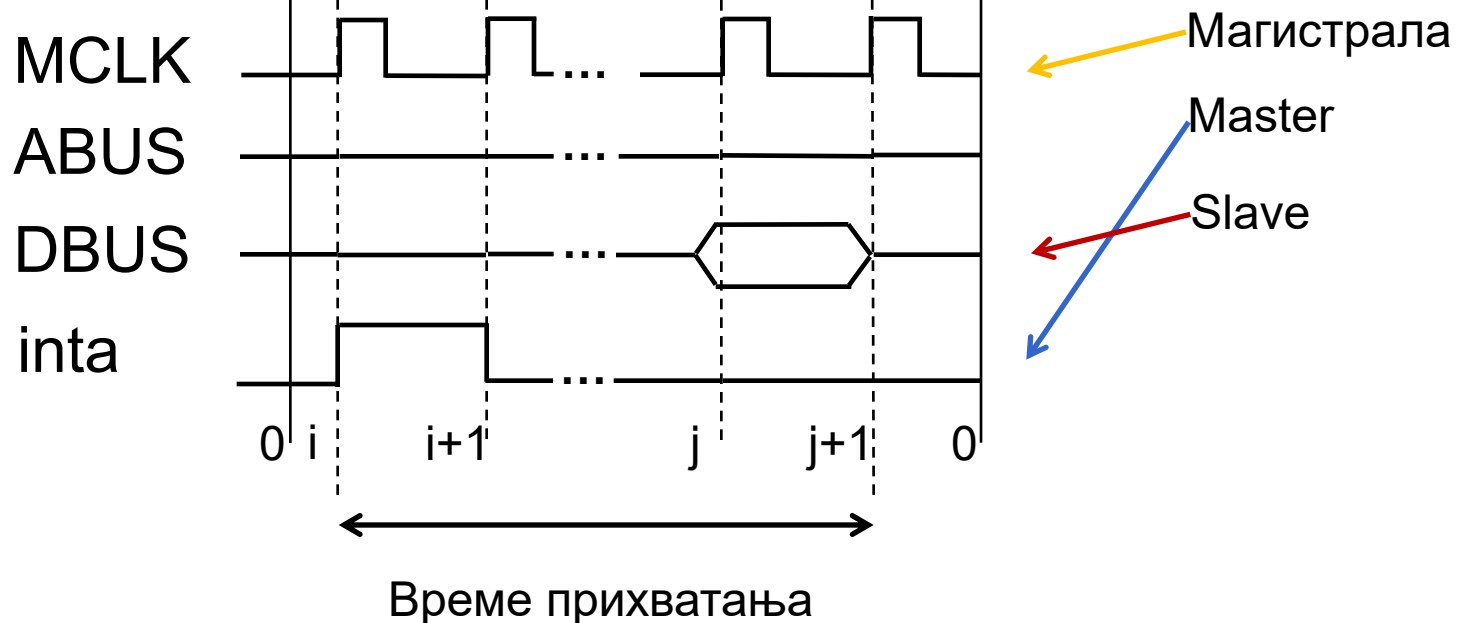 MCLK
ABUS
DBUS
inta
...
...
...
...
0 i i+1 j j+1 0
Време прихватања
Магистрала
Master
Slave